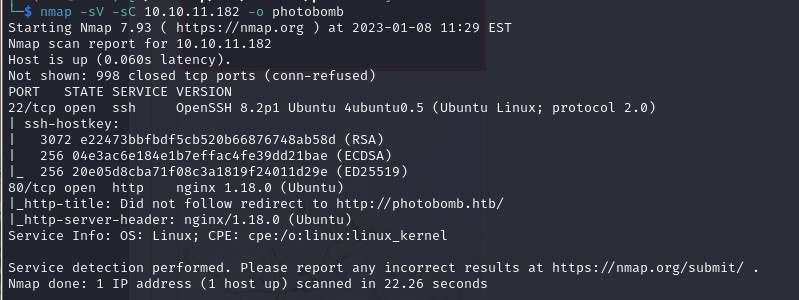 └─$ nmap -sV -sC 10.10.11.182 -o photobomb
Starting Nmap 7.93 ( https://nmap.org ) at 2023-01-08 11:29 EST
Nmap scan report for 10.10.11.182
Host is up (0.060s latency).
Not shown: 998 closed tcp ports (conn-refused)
PORT   STATE SERVICE VERSION
22/tcp open  ssh     OpenSSH 8.2p1 Ubuntu 4ubuntu0.5 (Ubuntu Linux; protocol 2.0)
| ssh-hostkey:
|   3072 e22473bbfbdf5cb520b66876748ab58d (RSA)
|   256 04e3ac6e184e1b7effac4fe39dd21bae (ECDSA)
|_  256 20e05d8cba71f08c3a1819f24011d29e (ED25519)
80/tcp open  http    nginx 1.18.0 (Ubuntu)
|_http-title: Did not follow redirect to http://photobomb.htb/
|_http-server-header: nginx/1.18.0 (Ubuntu)
Service Info: OS: Linux; CPE: cpe:/o:linux:linux_kernel
Service detection performed. Please report any incorrect results at https://nmap.org/submit/ .
Nmap done: 1 IP address (1 host up) scanned in 22.26 seconds